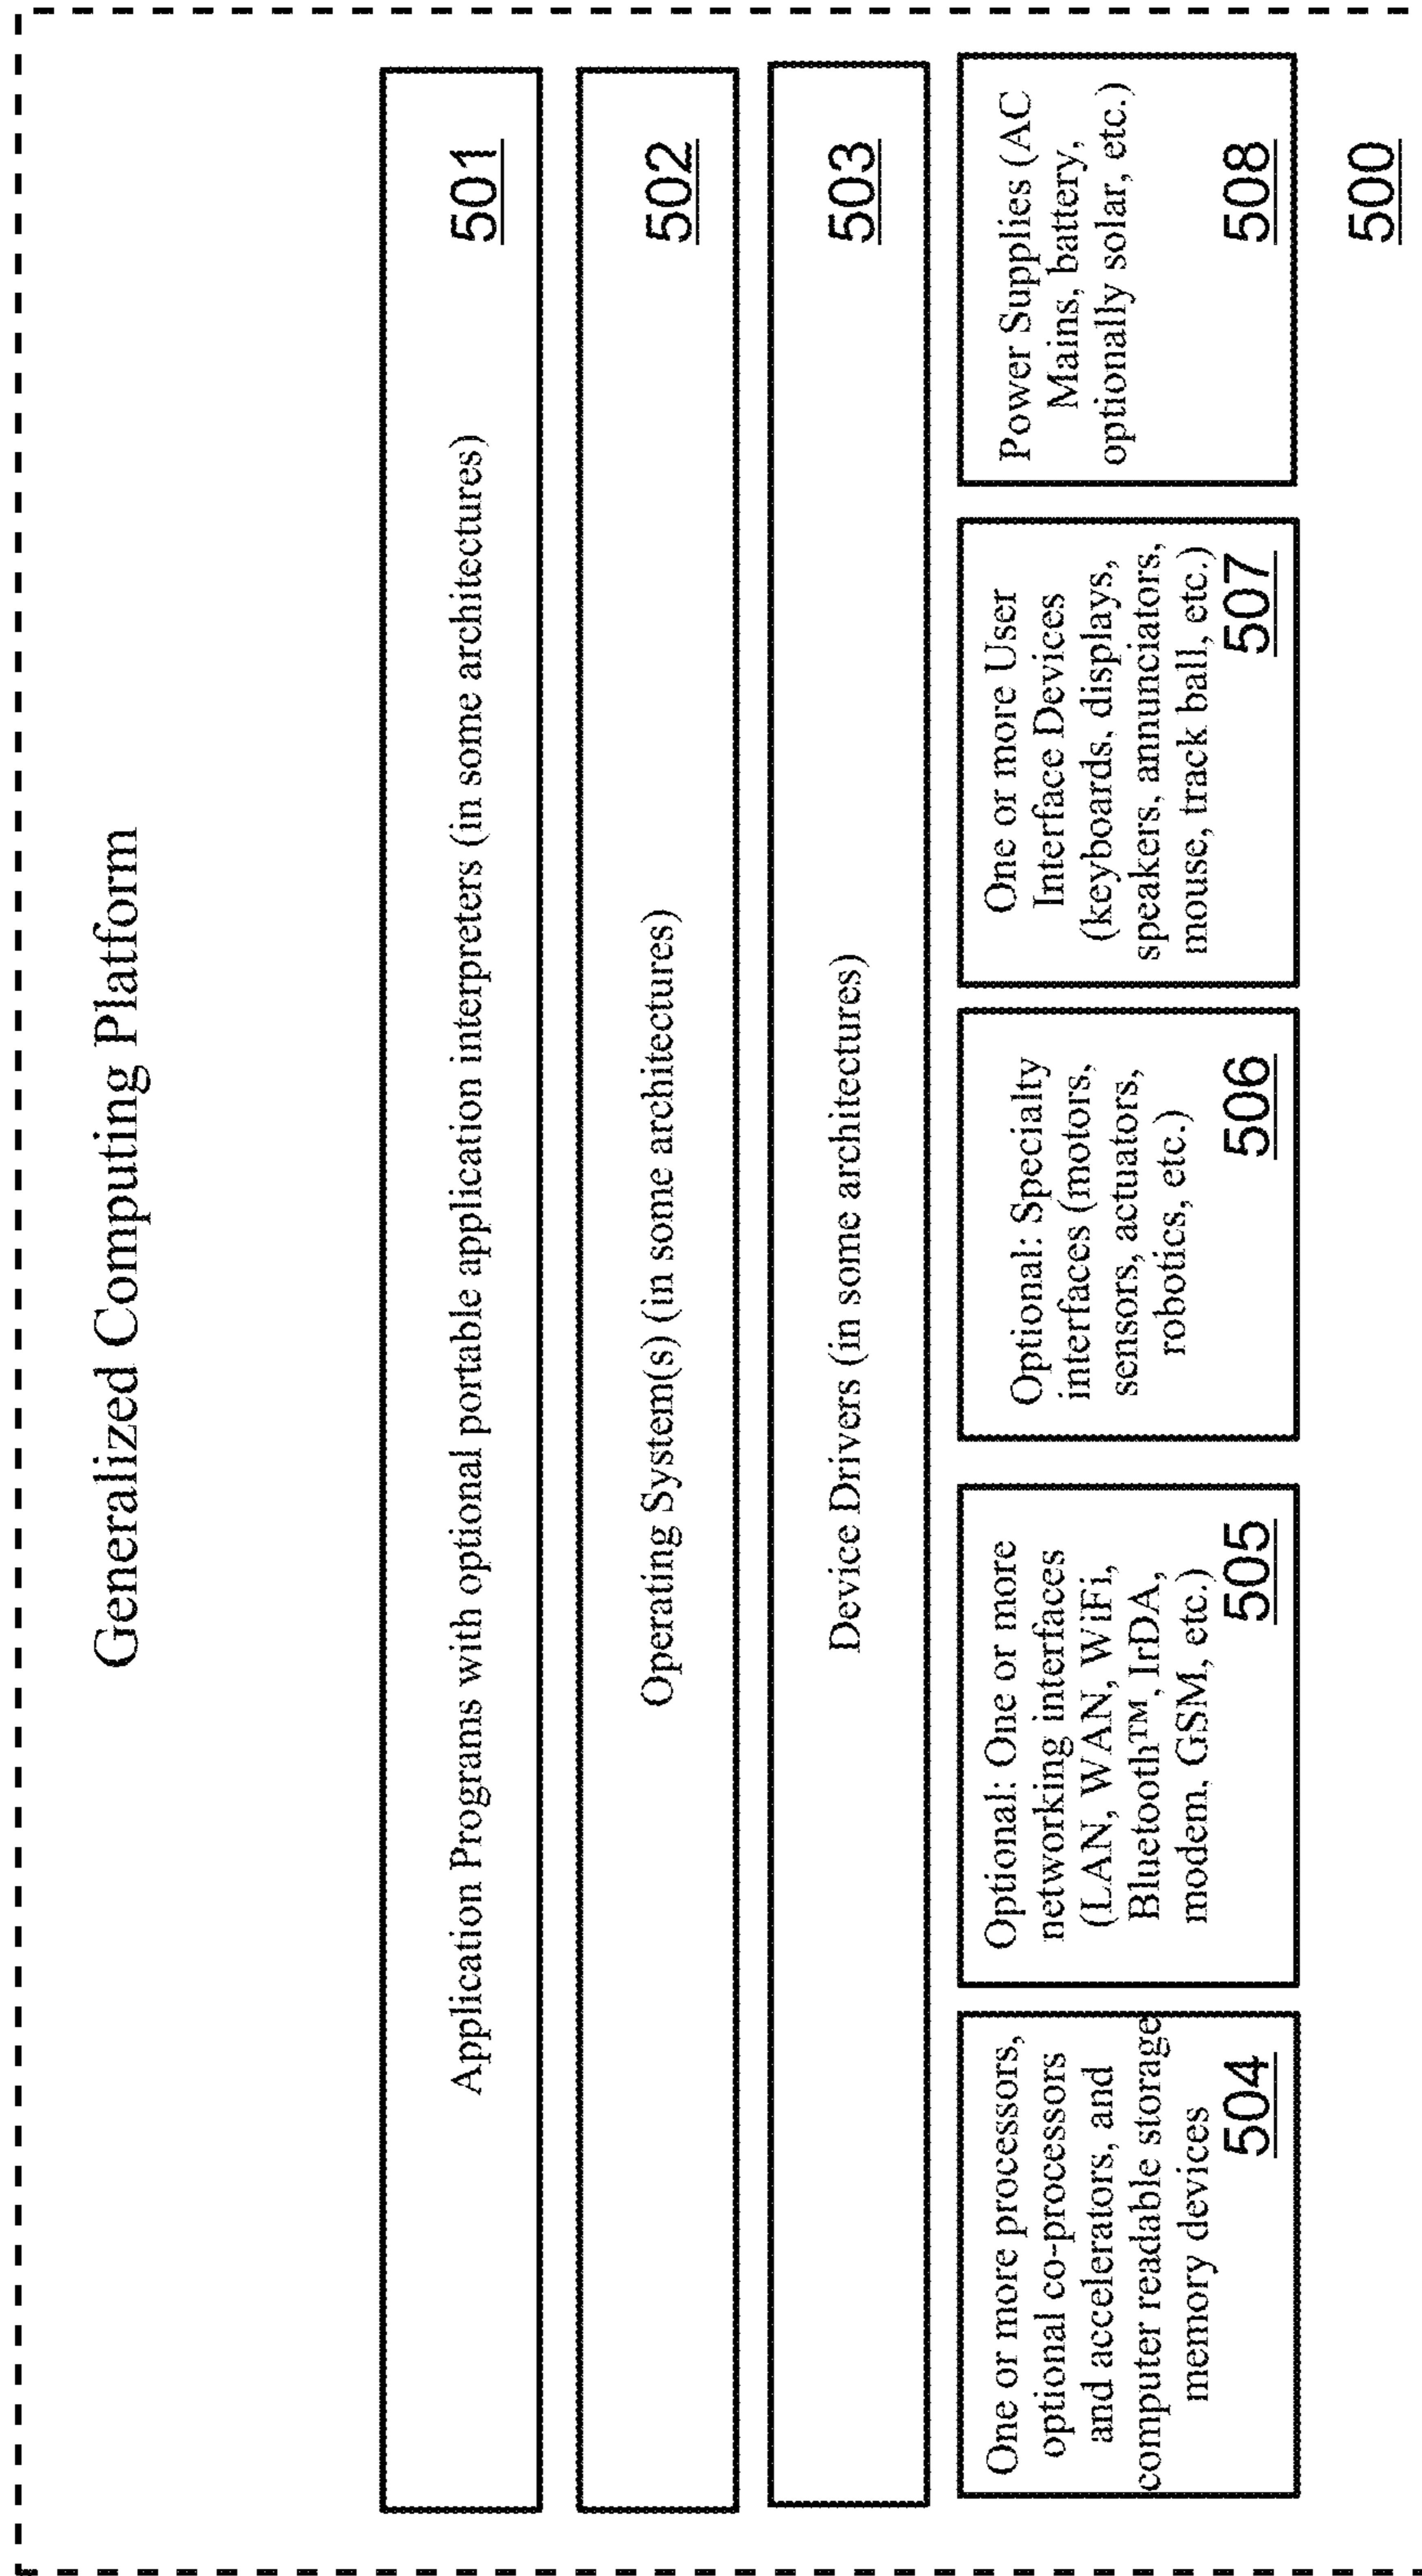 Generalized Computing Platform
Application Programs with optional portable application interpreters (in some architectures)
501
Operating System(s) (in some architectures)
502
Device Drivers (in some architectures)
503
One or more processors,
optional co-processors
and accelerators, and
computer readable storage
memory devices
504
Optional: One or more
networking interfaces
(LAN, WAN, WiFi,
Bluetooth™, IrDA,
modem, GSM, etc.)
505
Optional: Specialty
interfaces (motors,
sensors, actuators,
robotics, etc.)
506
One or more User
Interface Devices
(keyboards, displays,
speakers, annunciators,
mouse, track ball, etc.)
507
Power Supplies (AC
Mains, battery,
optionally solar, etc.)
508
500